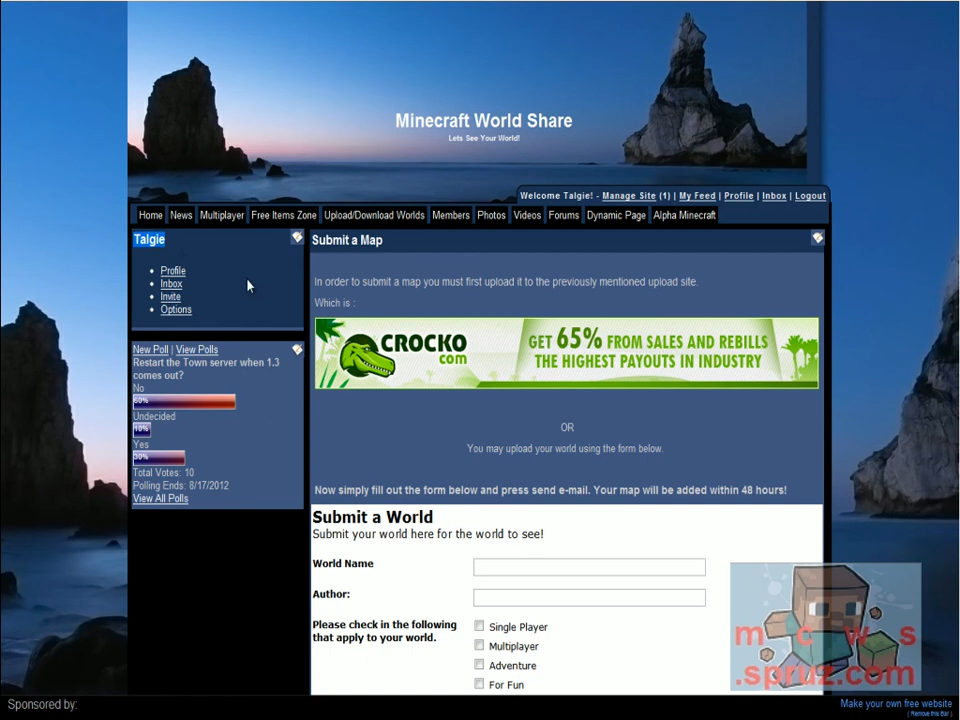 Minecraft World Share
Lets See Your World!
Welcome Talgie! - Manage Site (1) | My Feed | Profile | Inbox | Logout
Home News Multiplayer Free Items Zone Upload/Download Worlds Members Photos Videos Forums Dynamic Page Alpha Minecraft
Talgie
• Profile
• Inbox
• Invite
• Options
New Poll | View Polls
Restart the Town server when 1.3
comes out?
No
60%
Undecided
10%
Yes
30%
Total Votes: 10
Polling Ends: 8/17/2012
View All Polls
Submit a Map
In order to submit a map you must first upload it to the previously mentioned upload site.
Which is :
CROCKO
com
GET 65% FROM SALES AND REBILLS
THE HIGHEST PAYOUTS IN INDUSTRY
OR
You may upload your world using the form below.
Now simply fill out the form below and press send e-mail. Your map will be added within 48 hours!
Submit a World
Submit your world here for the world to see!
World Name
Author:
Please check in the following
that apply to your world.
Single Player
Multiplayer
Adventure
For Fun
m c w s
.spruz.com
Sponsored by:
Make your own free website
( Remove this Bar )